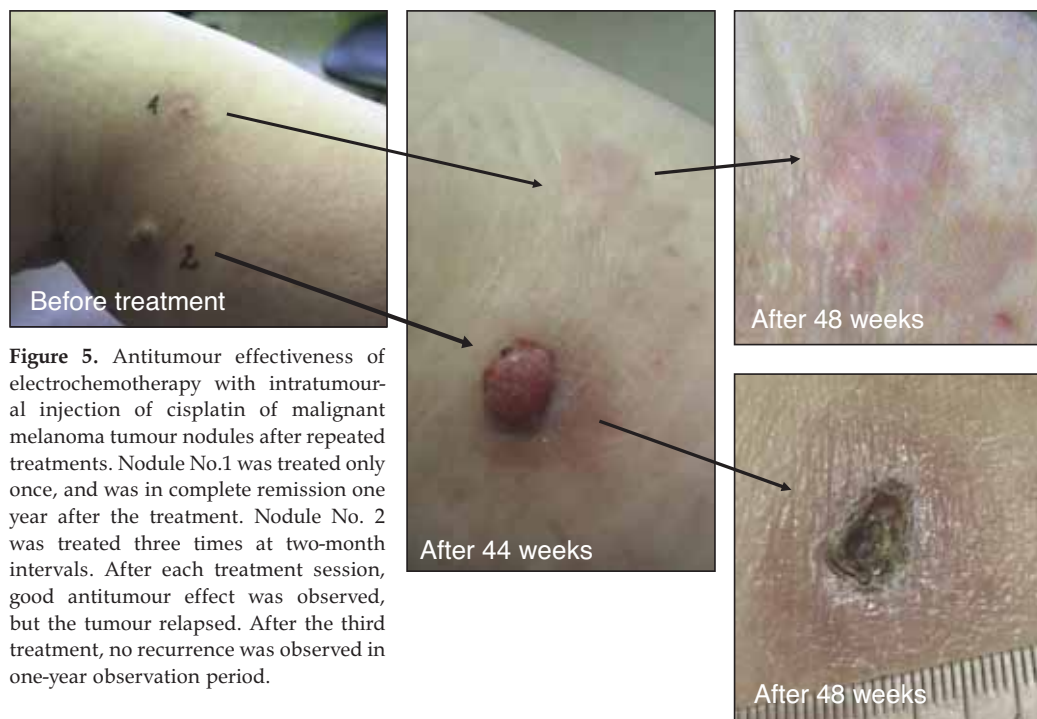 1
2
Before treatment
After 44 weeks
After 48 weeks
After 48 weeks
Figure 5. Antitumour effectiveness of
electrochemotherapy with intratumour-
al injection of cisplatin of malignant
melanoma tumour nodules after repeated
treatments. Nodule No.1 was treated only
once, and was in complete remission one
year after the treatment. Nodule No. 2
was treated three times at two-month
intervals. After each treatment session,
good antitumour effect was observed,
but the tumour relapsed. After the third
treatment, no recurrence was observed in
one-year observation period.